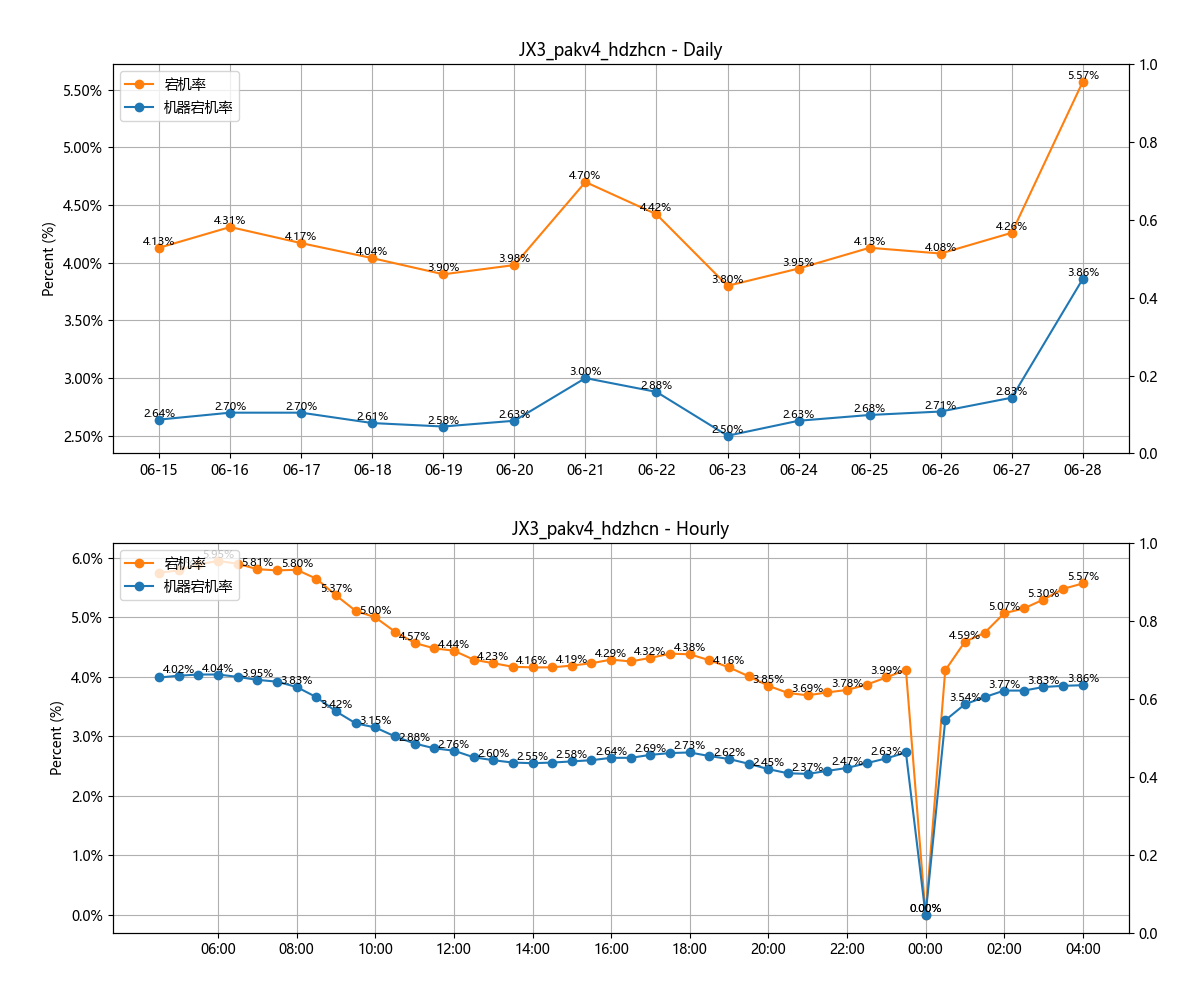 JX3_pakv4_hdzhcn - Daily
宕机率
机器宕机率
Percent (%)
5.50%
5.00%
4.50%
4.00%
3.50%
3.00%
2.50%
1.0
0.8
0.6
0.4
0.2
0.0
4.13% 4.31% 4.17% 4.04% 3.90% 3.98% 4.70% 4.42% 3.80% 3.95% 4.13% 4.08% 4.26% 5.57%
2.64% 2.70% 2.70% 2.61% 2.58% 2.63% 3.00% 2.88% 2.50% 2.63% 2.68% 2.71% 2.83% 3.86%
06-15 06-16 06-17 06-18 06-19 06-20 06-21 06-22 06-23 06-24 06-25 06-26 06-27 06-28
JX3_pakv4_hdzhcn - Hourly
宕机率
机器宕机率
Percent (%)
6.0%
5.0%
4.0%
3.0%
2.0%
1.0%
0.0%
1.0
0.8
0.6
0.4
0.2
0.0
5.95% 5.81% 5.80% 5.37% 5.00% 4.57% 4.44% 4.23% 4.16% 4.19% 4.29% 4.32% 4.38% 4.16% 3.85% 3.69% 3.78% 3.99% 0.00% 4.59% 5.07% 5.30% 5.57%
4.02% 4.04% 3.95% 3.83% 3.42% 3.15% 2.88% 2.76% 2.60% 2.55% 2.58% 2.64% 2.69% 2.73% 2.62% 2.45% 2.37% 2.47% 2.63% 0.00% 3.54% 3.77% 3.83% 3.86%
06:00 08:00 10:00 12:00 14:00 16:00 18:00 20:00 22:00 00:00 02:00 04:00